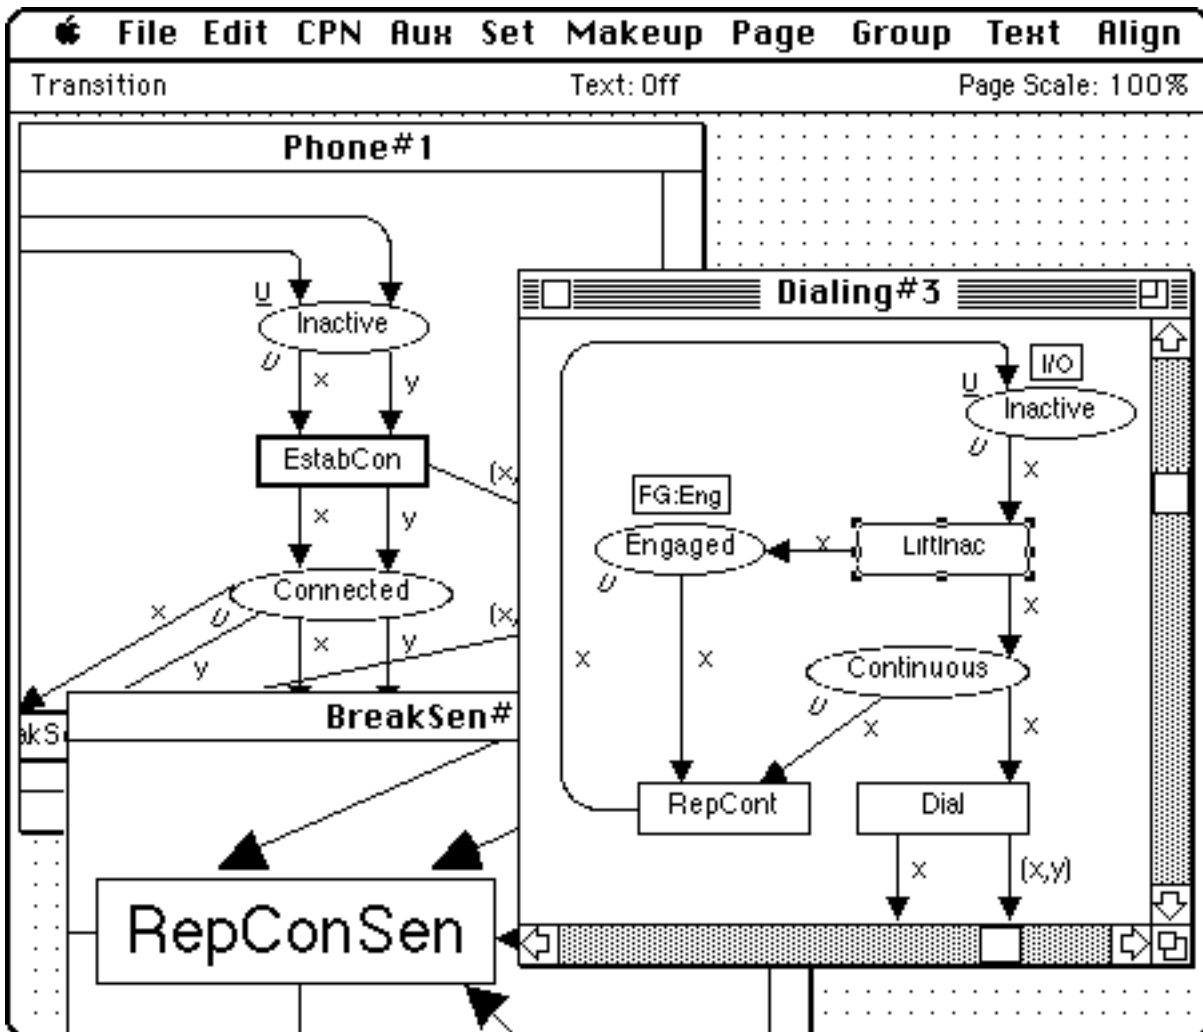 File Edit CPN Aux Set Makeup Page Group Text Align
Transition Text: Off Page Scale: 100%
Phone#1
U
Inactive
U
x y
EstabCon
(x,
x y
Connected
U
x
y
x y
(x,
akSe
BreakSen#
RepConSen
Dialing#3
I/O
U
Inactive
U
x
FG:Eng
Engaged
U
x
LiftInac
x
x x
Continuous
U
x
x
RepCont
Dial
x (x,y)